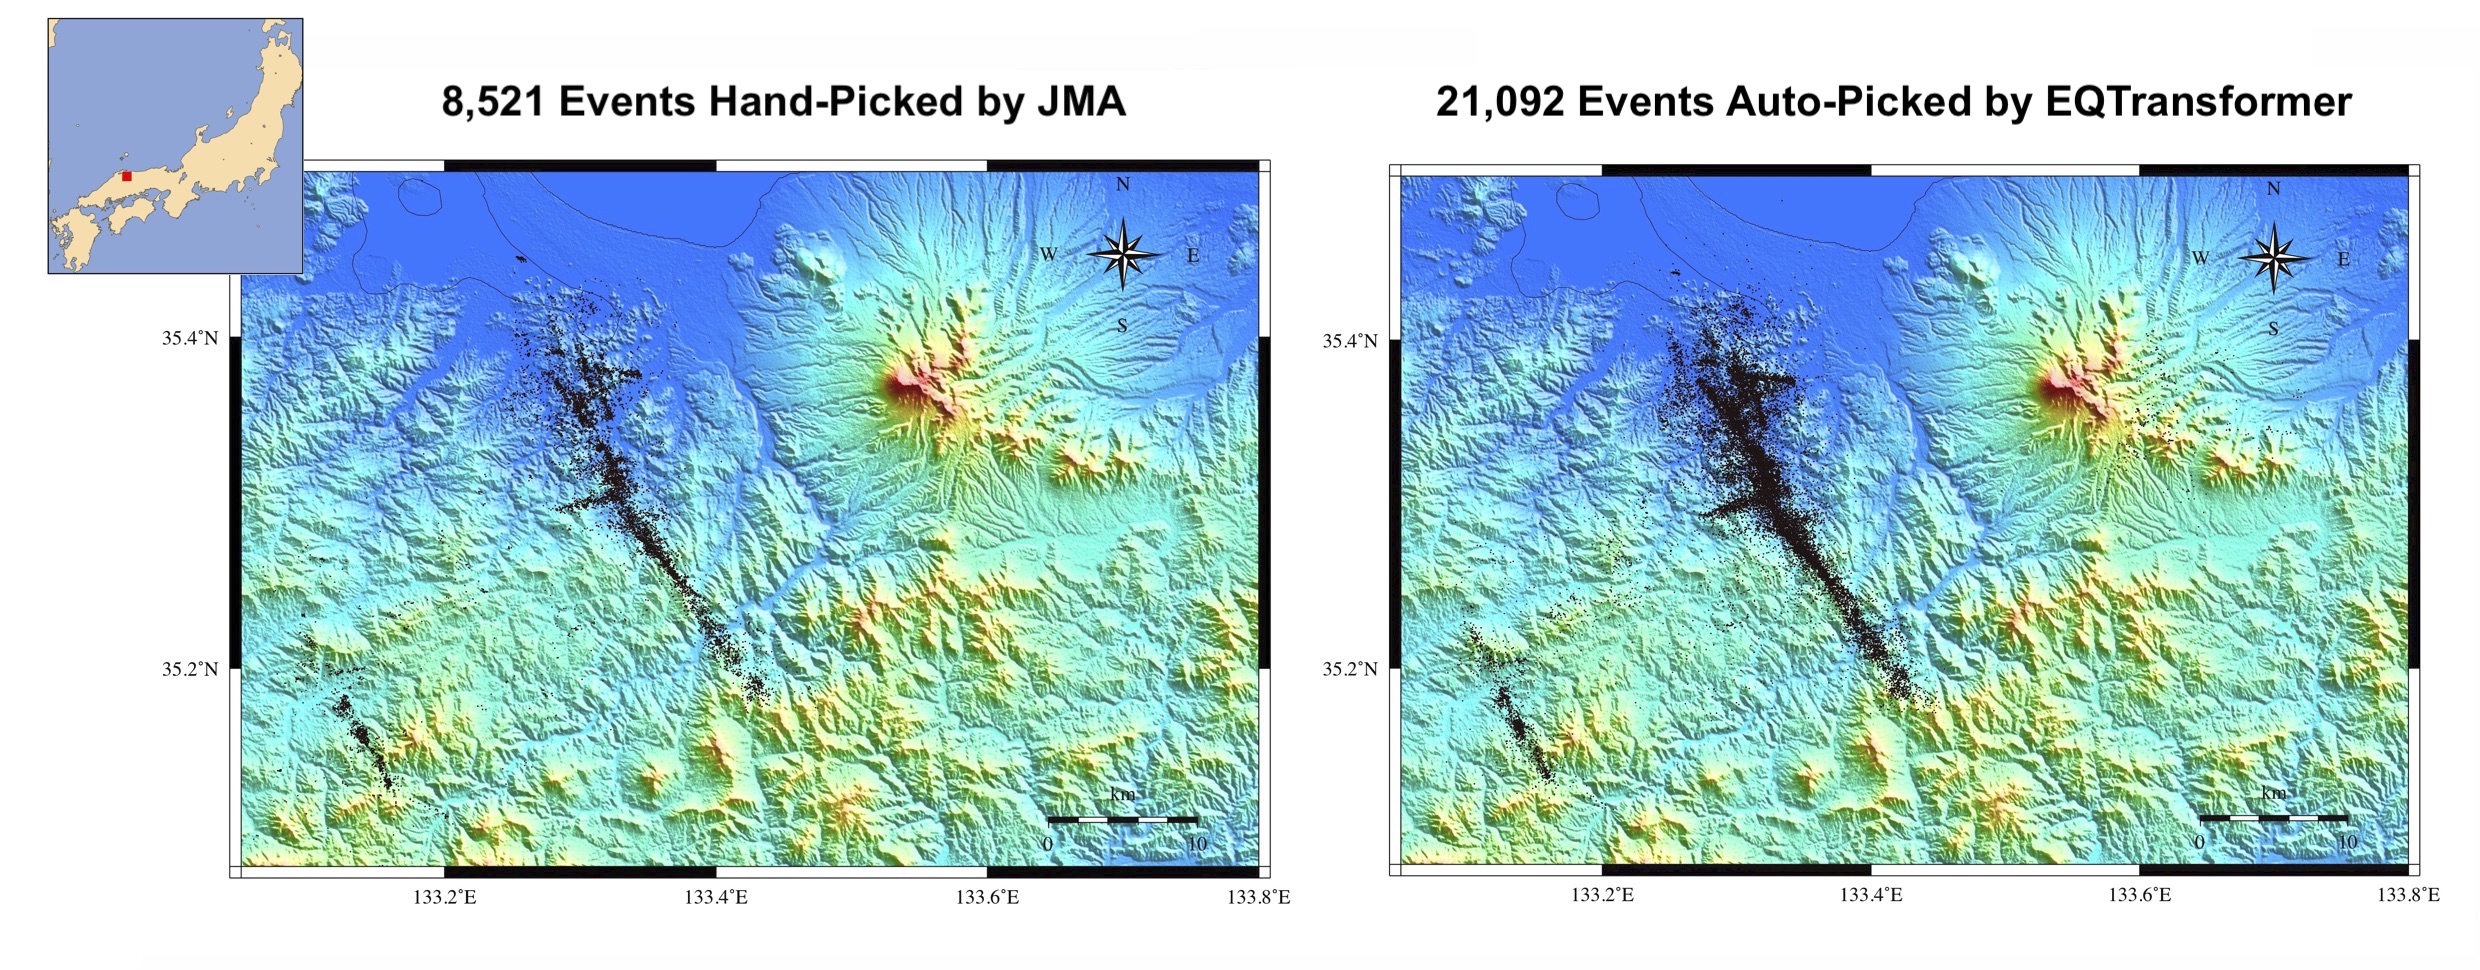 8,521 Events Hand-Picked by JMA
21,092 Events Auto-Picked by EQTransformer
N
W E
S
35.4°N
35.2°N
km
0 10
133.2°E 133.4°E 133.6°E 133.8°E
N
W E
S
35.4°N
35.2°N
km
0 10
133.2°E 133.4°E 133.6°E 133.8°E